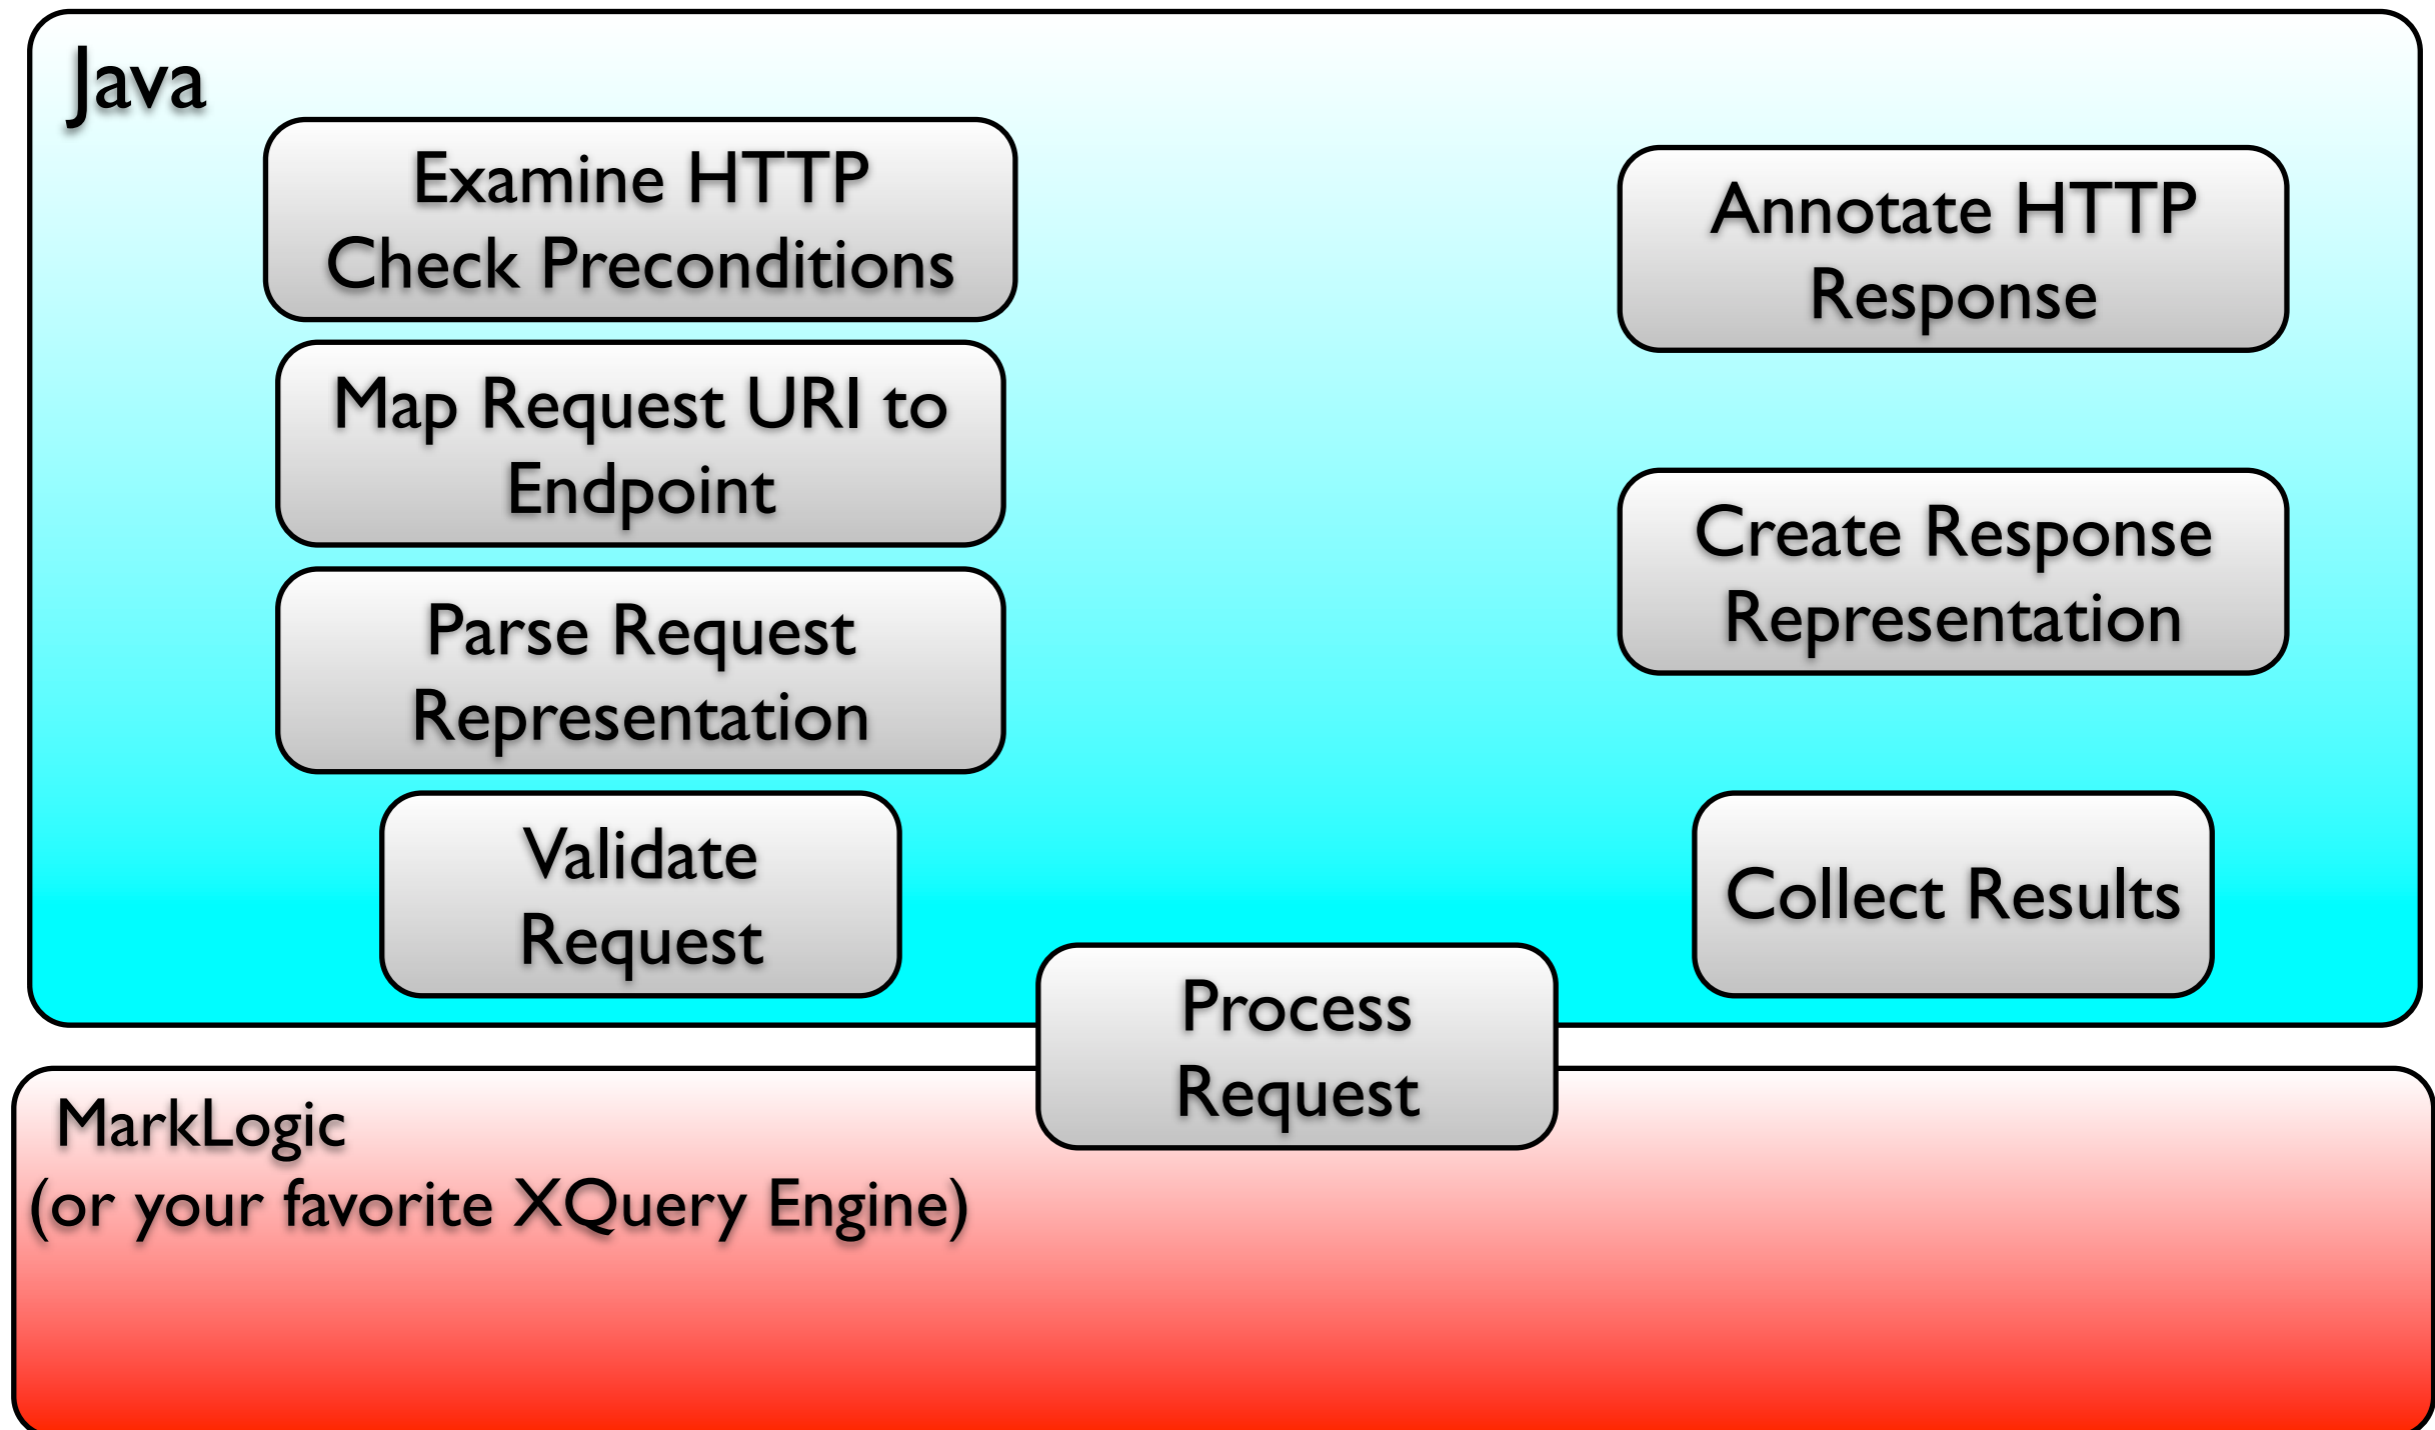 Java
Examine HTTP
Check Preconditions
Map Request URI to
Endpoint
Parse Request
Representation
Validate
Request
Process
Request
Collect Results
Create Response
Representation
Annotate HTTP
Response
MarkLogic
(or your favorite XQuery Engine)